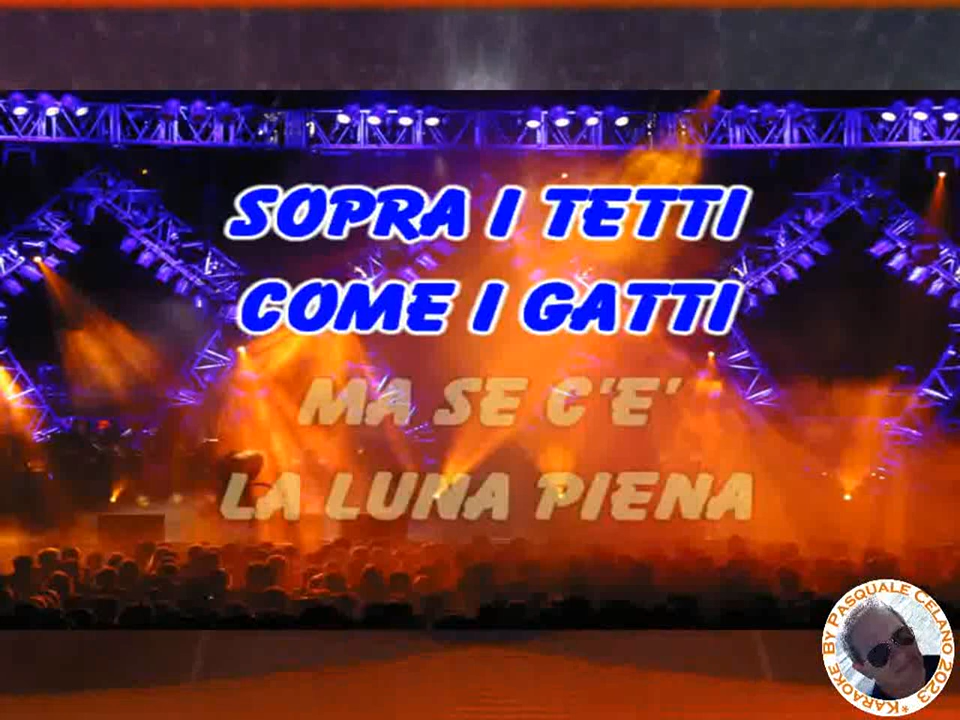 SOPRA I TETTI
COME I GATTI
MA SE C'E'
LA LUNA PIENA
KARAOKE BY PASQUALE CELANO 2023 *